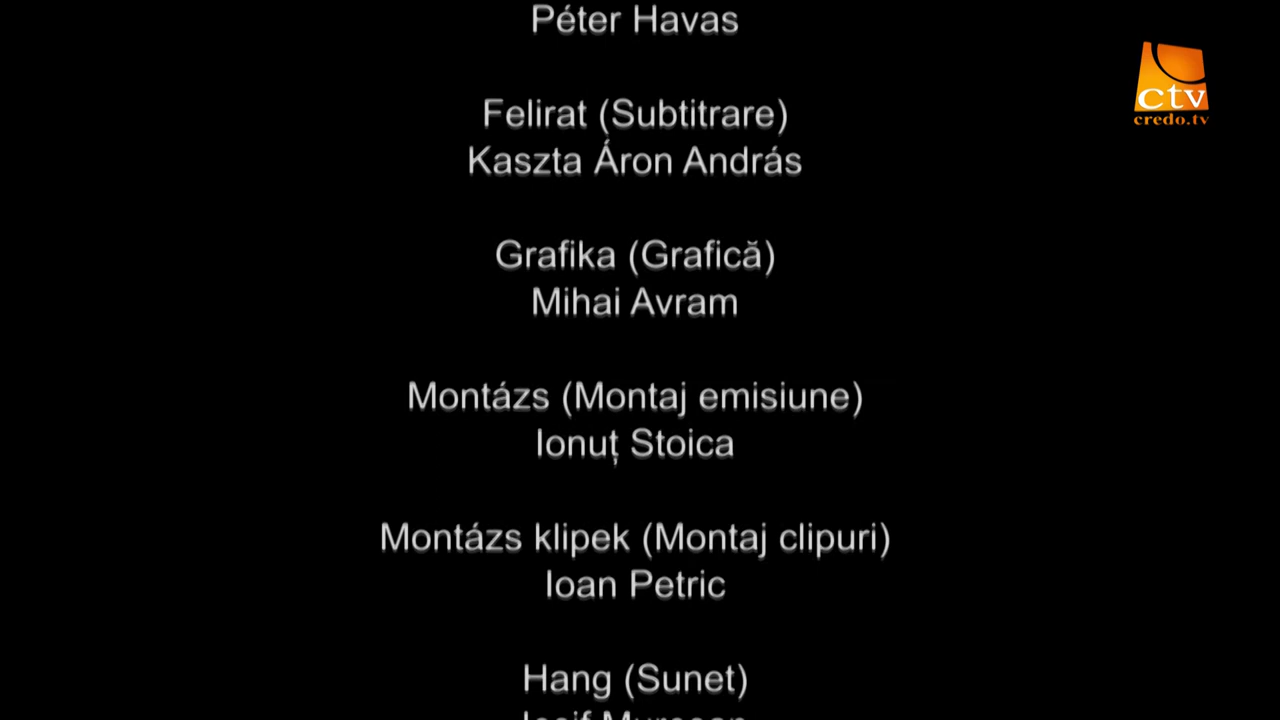 Péter Havas
ctv
credo.tv
Felirat (Subtitrare)
Kaszta Áron András
Grafika (Grafică)
Mihai Avram
Montázs (Montaj emisiune)
Ionuț Stoica
Montázs klipek (Montaj clipuri)
Ioan Petric
Hang (Sunet)